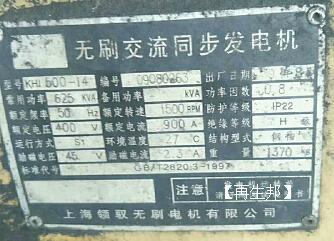 无刷交流同步发电机
型号 KHI 500-14 编号 09080263 出厂日期
常用功率 625 KVA 备用功率 KVA 功率因数 0.8
额定频率 50 Hz 额定转速 1500 RPM 防护等级 IP22
额定电压 400 V 额定电流 900 A 绝缘等级 H 级
运行方式 S1 环境温度 27 ℃ 结构型式
励磁电压 45 V 励磁电流 2.3 A 重量 1370
标准代号 GB/T2820.3-1997
注意
【再生邦】
上海领驭无刷电机有限公司